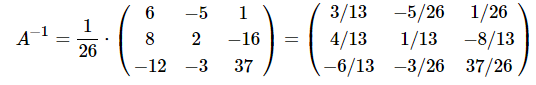 A⁻¹ = 1/26 · ( 6 −5 1 ; 8 2 −16 ; −12 −3 37 ) = ( 3/13 −5/26 1/26 ; 4/13 1/13 −8/13 ; −6/13 −3/26 37/26 )